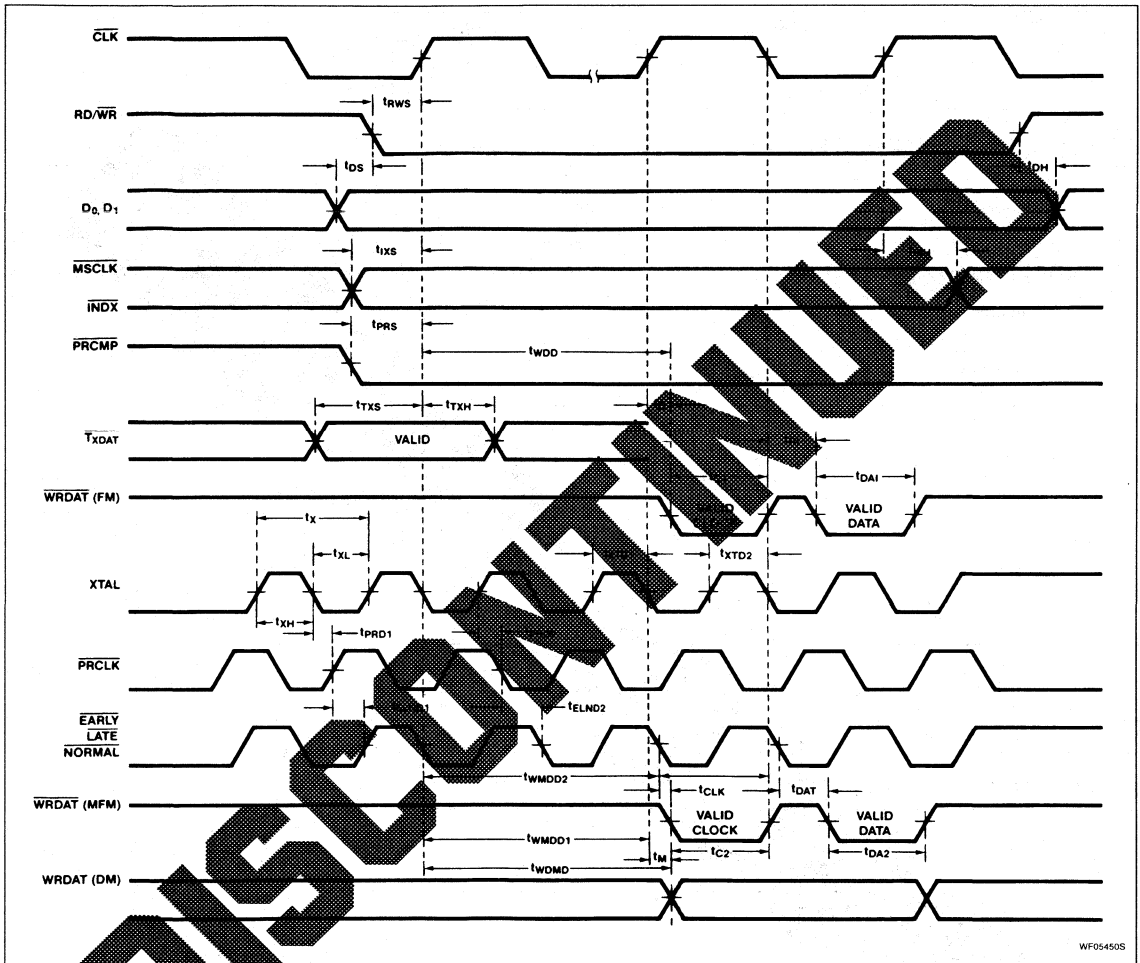 CLK
tRWS
RD/WR
tDS
tDH
D0, D1
tIXS
MSCLK
INDX
tPRS
PRCMP
tWDD
tTXS
tTXH
TXDAT
VALID
tDAI
WRDAT (FM)
VALID
DATA
tX
tXL
tXTD2
XTAL
tXH
tPRD1
PRCLK
tELND2
EARLY
LATE
NORMAL
tWMDD2
tCLK
tDAT
WRDAT (MFM)
VALID
CLOCK
VALID
DATA
tWMDD1
tM
tC2
tDA2
tWDMD
WRDAT (DM)
WF05450S
DISCONTINUED